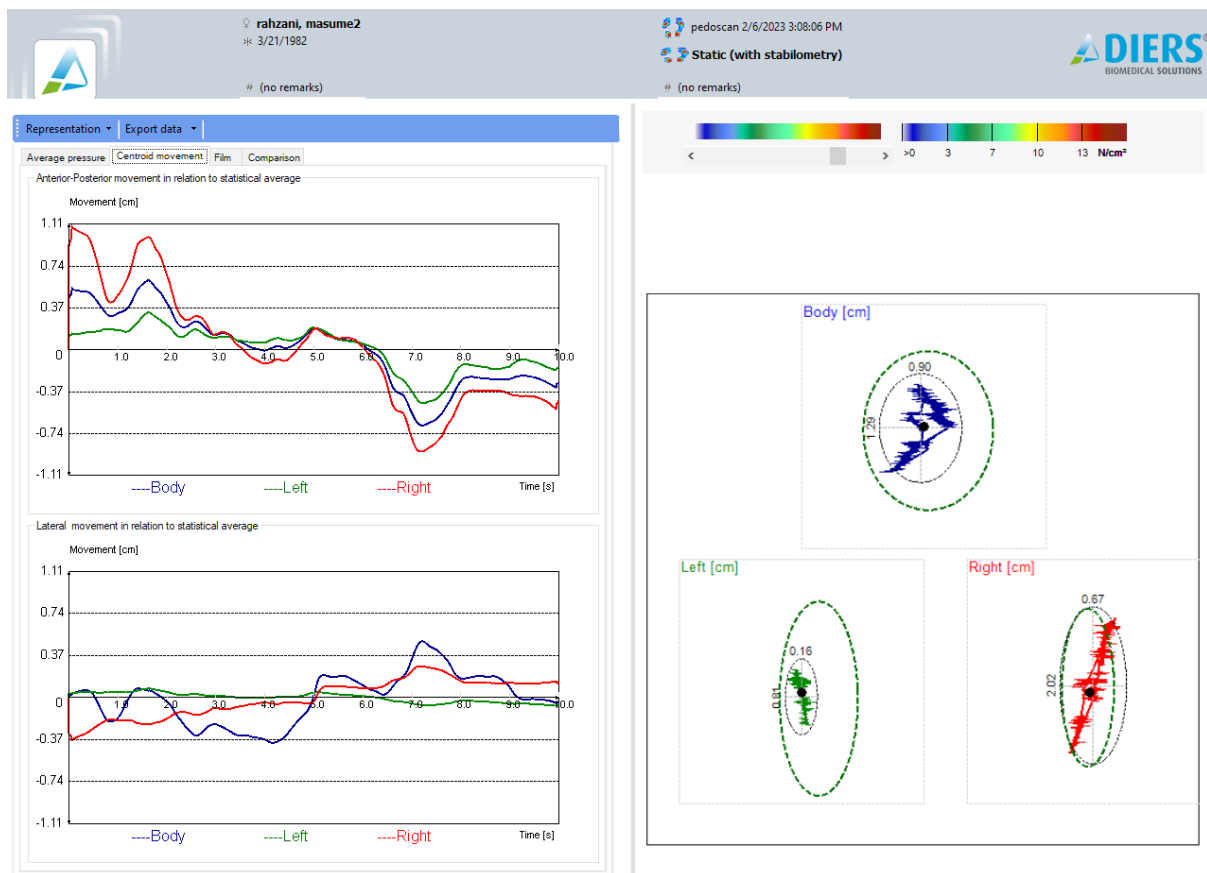 ♀ rahzani, masume2
3/21/1982
# (no remarks)
pedoscan 2/6/2023 3:08:06 PM
Static (with stabilometry)
# (no remarks)
DIERS®
BIOMEDICAL SOLUTIONS
Representation Export data
Average pressure Centroid movement Film Comparison
Anterior-Posterior movement in relation to statistical average
Movement [cm]
1.11
0.74
0.37
0 1.0 2.0 3.0 4.0 5.0 6.0 7.0 8.0 9.0 10.0
-0.37
-0.74
-1.11
----Body ----Left ----Right Time [s]
Lateral movement in relation to statistical average
Movement [cm]
1.11
0.74
0.37
0 1.0 2.0 3.0 4.0 5.0 6.0 7.0 8.0 9.0 10.0
-0.37
-0.74
-1.11
----Body ----Left ----Right Time [s]
>0 3 7 10 13 N/cm²
Body [cm]
0.90
1.29
Left [cm]
0.16
0.81
Right [cm]
0.67
2.02